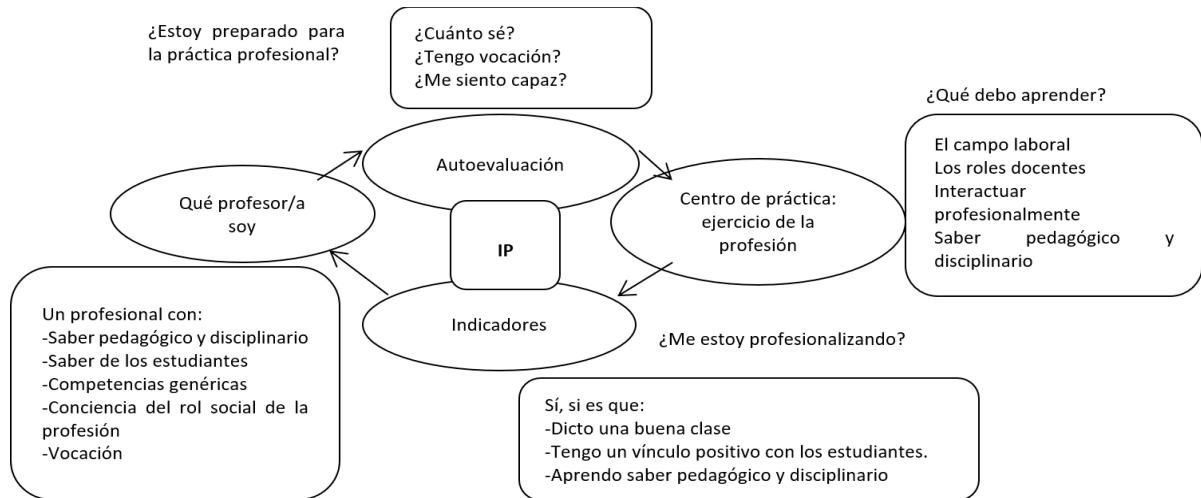 ¿Estoy preparado para
la práctica profesional?
¿Cuánto sé?
¿Tengo vocación?
¿Me siento capaz?
¿Qué debo aprender?
Autoevaluación
El campo laboral
Los roles docentes
Interactuar
profesionalmente
Saber pedagógico y
disciplinario
Qué profesor/a
soy
Centro de práctica:
ejercicio de la
profesión
IP
Un profesional con:
-Saber pedagógico y disciplinario
-Saber de los estudiantes
-Competencias genéricas
-Conciencia del rol social de la
profesión
-Vocación
Indicadores
¿Me estoy profesionalizando?
Sí, si es que:
-Dicto una buena clase
-Tengo un vínculo positivo con los estudiantes.
-Aprendo saber pedagógico y disciplinario